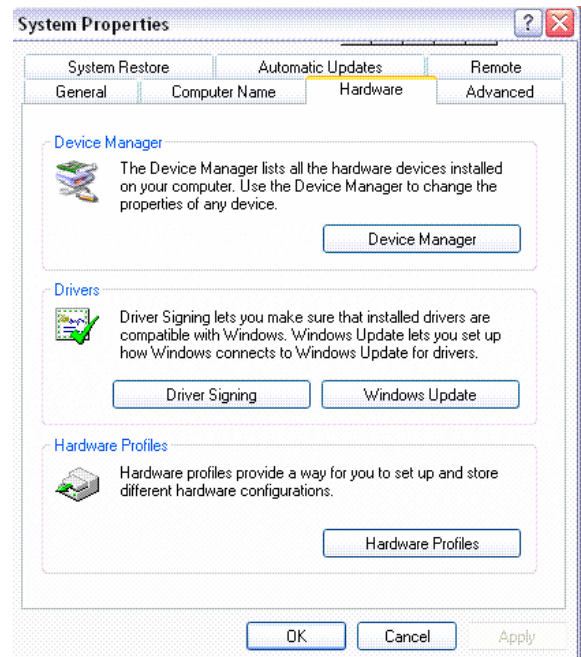 System Properties
System Restore Automatic Updates Remote
General Computer Name Hardware Advanced
Device Manager
The Device Manager lists all the hardware devices installed
on your computer. Use the Device Manager to change the
properties of any device.
Device Manager
Drivers
Driver Signing lets you make sure that installed drivers are
compatible with Windows. Windows Update lets you set up
how Windows connects to Windows Update for drivers.
Driver Signing Windows Update
Hardware Profiles
Hardware profiles provide a way for you to set up and store
different hardware configurations.
Hardware Profiles
OK Cancel Apply